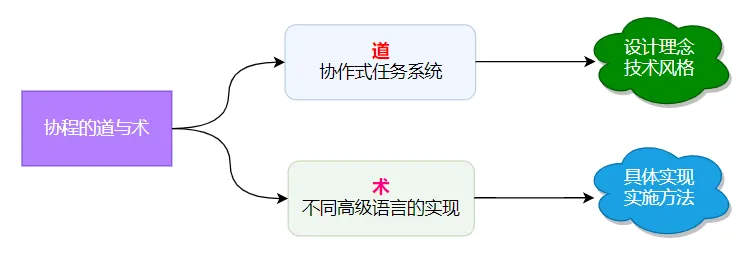 协程的道与术
道
协作式任务系统
设计理念
技术风格
术
不同高级语言的实现
具体实现
实施方法